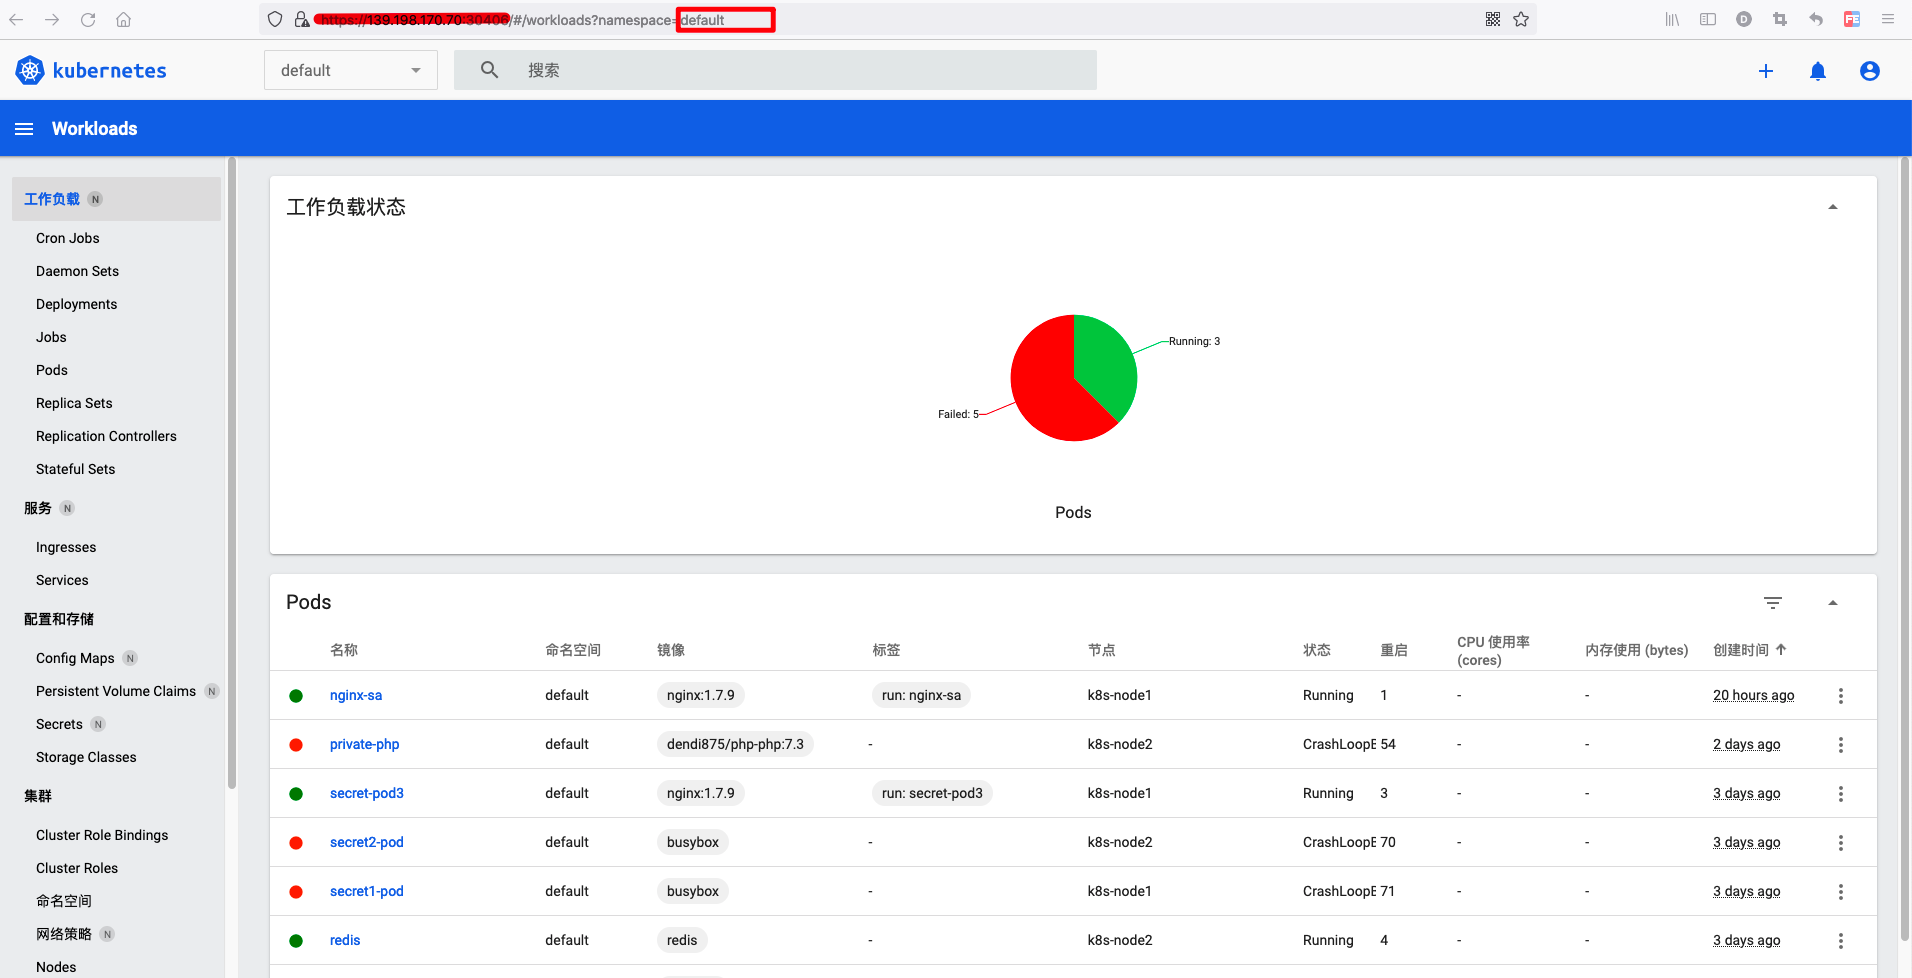 /#/workloads?namespace=default
kubernetes
default
搜索
Workloads
工作负载 N
Cron Jobs
Daemon Sets
Deployments
Jobs
Pods
Replica Sets
Replication Controllers
Stateful Sets
服务 N
Ingresses
Services
配置和存储
Config Maps N
Persistent Volume Claims N
Secrets N
Storage Classes
集群
Cluster Role Bindings
Cluster Roles
命名空间
网络策略 N
Nodes
工作负载状态
Running: 3
Failed: 5
Pods
Pods
名称 命名空间 镜像 标签 节点 状态 重启 CPU 使用率 (cores) 内存使用 (bytes) 创建时间
nginx-sa default nginx:1.7.9 run: nginx-sa k8s-node1 Running 1 - - 20 hours ago
private-php default dendi875/php-php:7.3 - k8s-node2 CrashLoopE 54 - - 2 days ago
secret-pod3 default nginx:1.7.9 run: secret-pod3 k8s-node1 Running 3 - - 3 days ago
secret2-pod default busybox - k8s-node2 CrashLoopE 70 - - 3 days ago
secret1-pod default busybox - k8s-node1 CrashLoopE 71 - - 3 days ago
redis default redis - k8s-node2 Running 4 - - 3 days ago